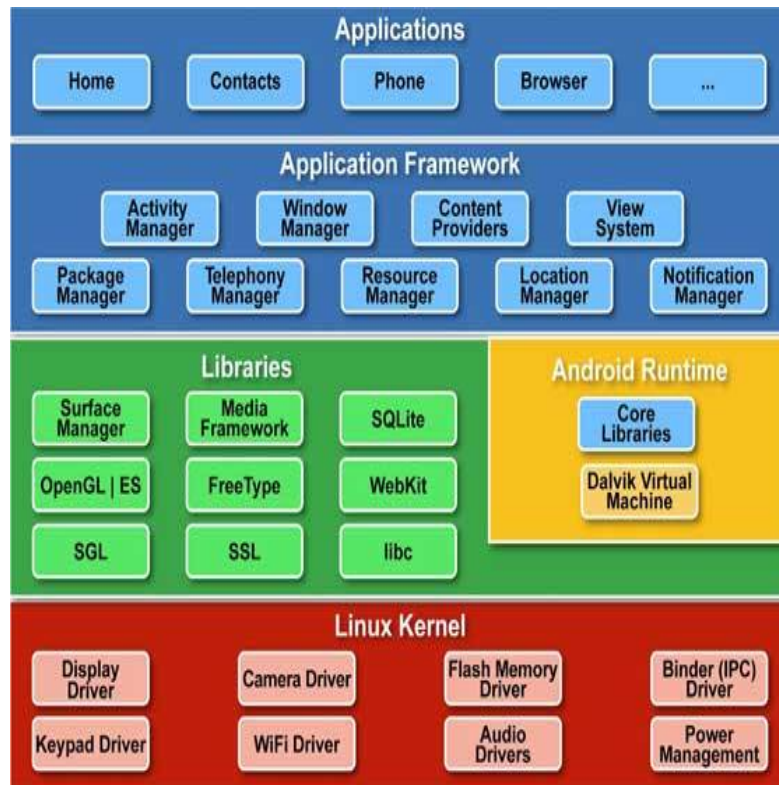 Applications
Home
Contacts
Phone
Browser
...
Application Framework
Activity
Manager
Window
Manager
Content
Providers
View
System
Package
Manager
Telephony
Manager
Resource
Manager
Location
Manager
Notification
Manager
Libraries
Surface
Manager
Media
Framework
SQLite
OpenGL | ES
FreeType
WebKit
SGL
SSL
libc
Android Runtime
Core
Libraries
Dalvik Virtual
Machine
Linux Kernel
Display
Driver
Camera Driver
Flash Memory
Driver
Binder (IPC)
Driver
Keypad Driver
WiFi Driver
Audio
Drivers
Power
Management